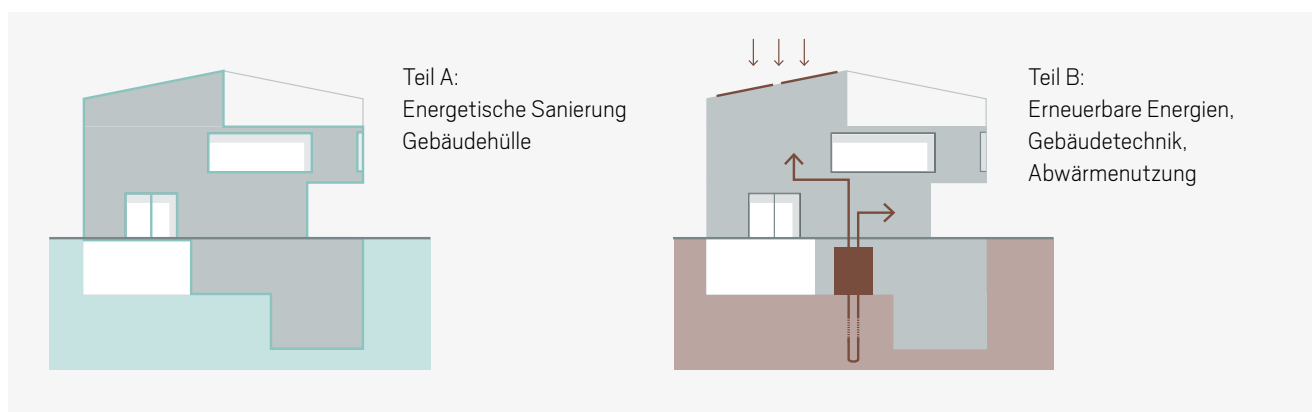 Teil A:
Energetische Sanierung
Gebäudehülle
Teil B:
Erneuerbare Energien,
Gebäudetechnik,
Abwärmenutzung